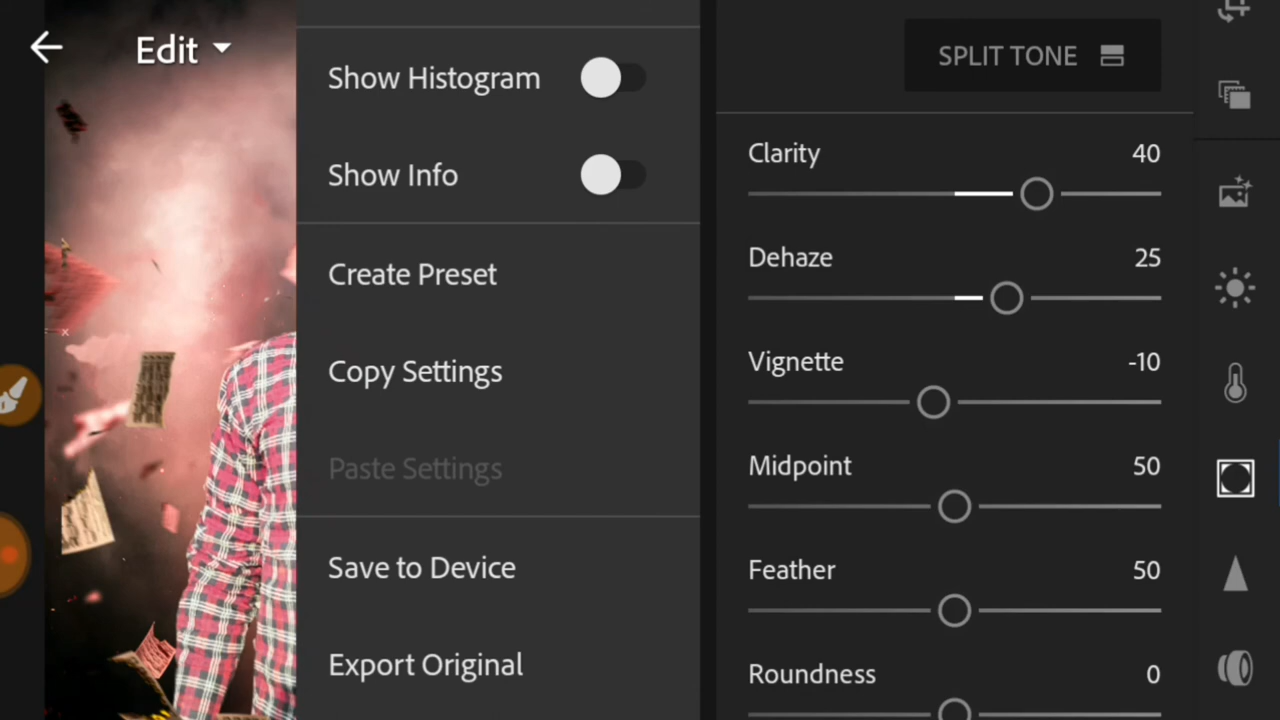 Edit
Show Histogram
Show Info
Create Preset
Copy Settings
Paste Settings
Save to Device
Export Original
SPLIT TONE
Clarity 40
Dehaze 25
Vignette -10
Midpoint 50
Feather 50
Roundness 0